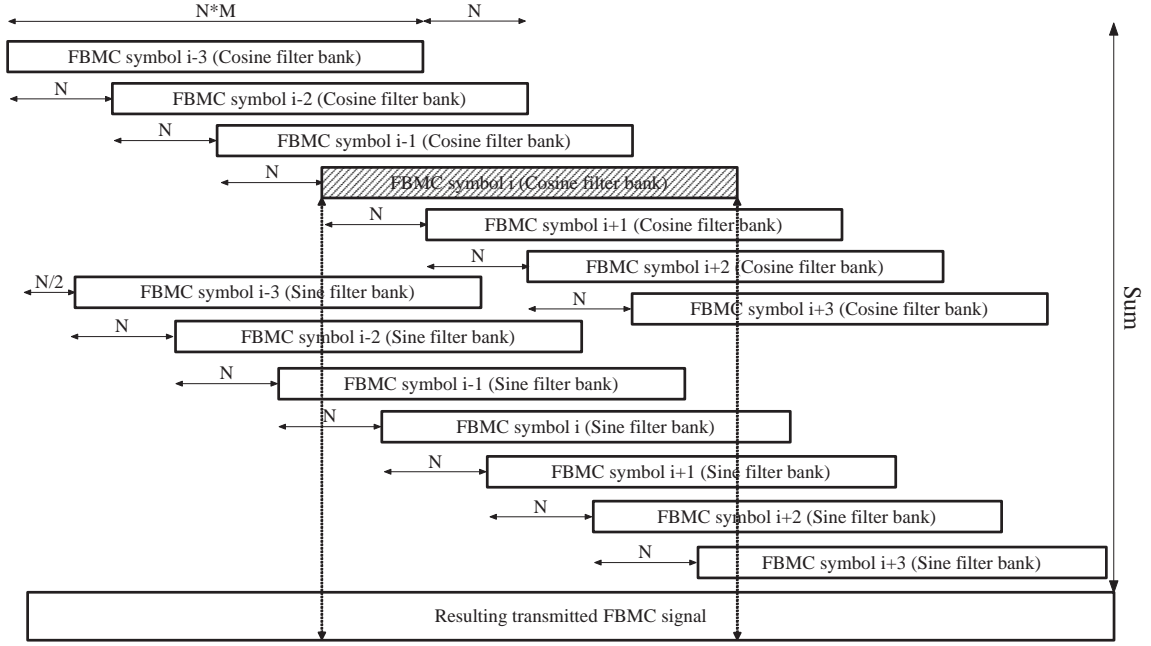 N*M
N
FBMC symbol i-3 (Cosine filter bank)
N
FBMC symbol i-2 (Cosine filter bank)
N
FBMC symbol i-1 (Cosine filter bank)
N
FBMC symbol i (Cosine filter bank)
N
FBMC symbol i+1 (Cosine filter bank)
N
FBMC symbol i+2 (Cosine filter bank)
N/2
FBMC symbol i-3 (Sine filter bank)
N
FBMC symbol i+3 (Cosine filter bank)
Sum
N
FBMC symbol i-2 (Sine filter bank)
N
FBMC symbol i-1 (Sine filter bank)
N
FBMC symbol i (Sine filter bank)
N
FBMC symbol i+1 (Sine filter bank)
N
FBMC symbol i+2 (Sine filter bank)
N
FBMC symbol i+3 (Sine filter bank)
Resulting transmitted FBMC signal